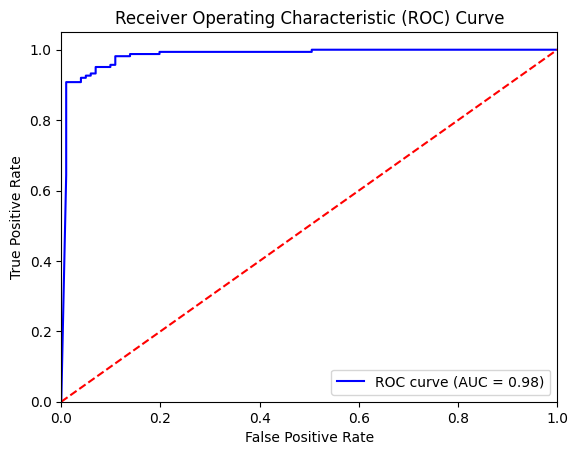 Receiver Operating Characteristic (ROC) Curve
1.0
0.8
0.6
0.4
0.2
0.0
True Positive Rate
ROC curve (AUC = 0.98)
0.0 0.2 0.4 0.6 0.8 1.0
False Positive Rate